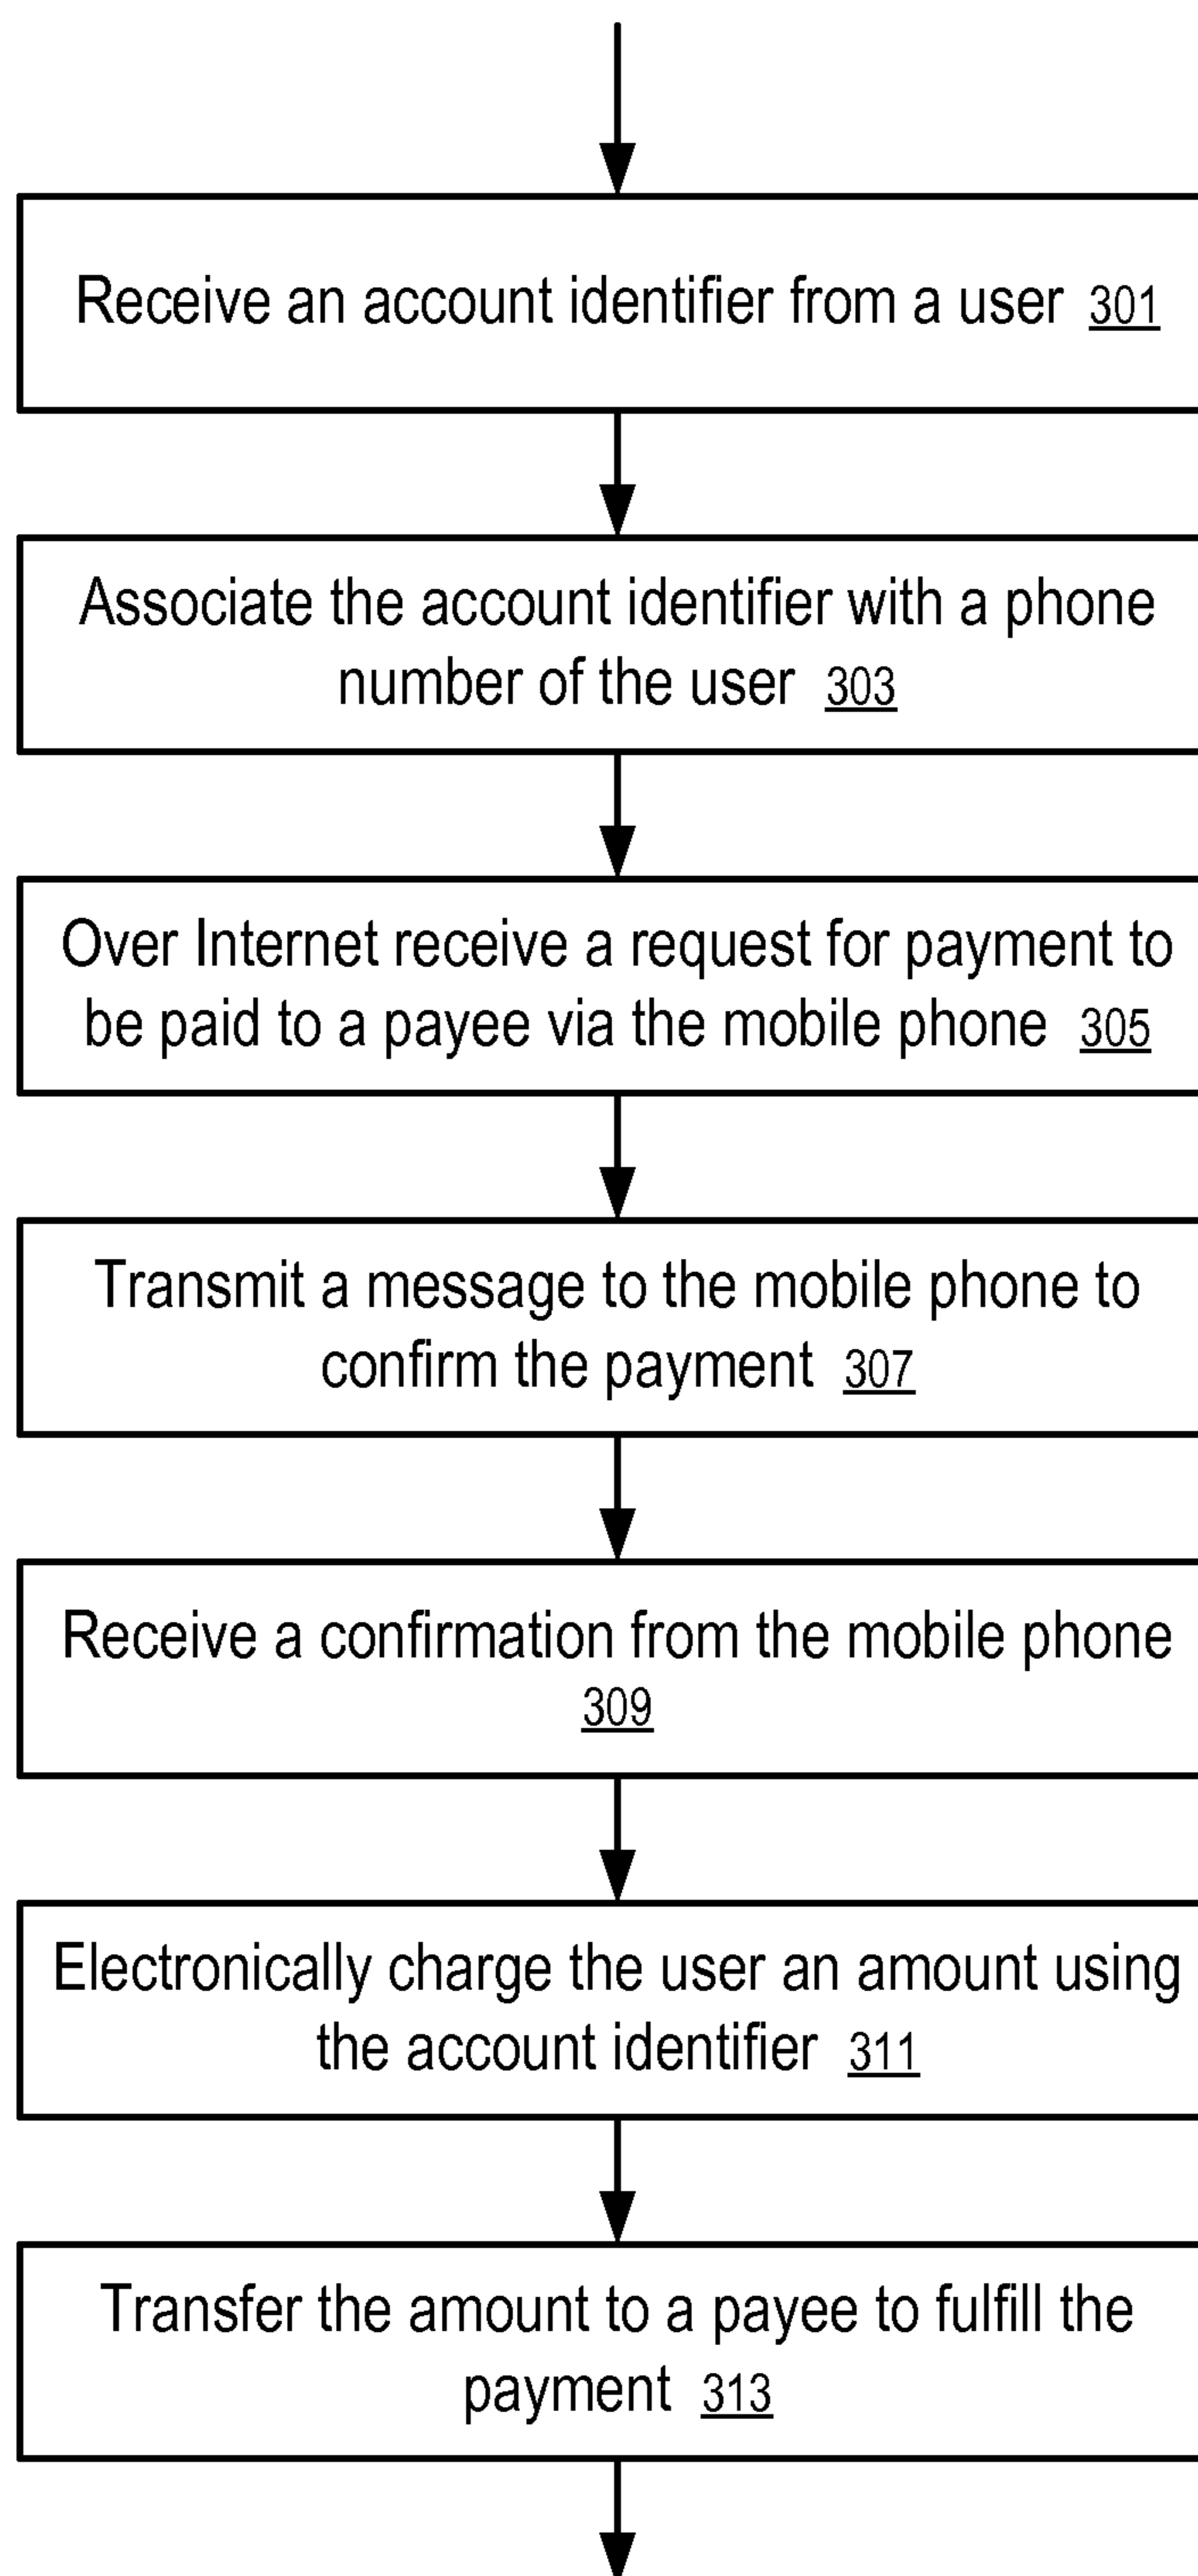 Receive an account identifier from a user 301
Associate the account identifier with a phone
number of the user 303
Over Internet receive a request for payment to
be paid to a payee via the mobile phone 305
Transmit a message to the mobile phone to
confirm the payment 307
Receive a confirmation from the mobile phone
309
Electronically charge the user an amount using
the account identifier 311
Transfer the amount to a payee to fulfill the
payment 313